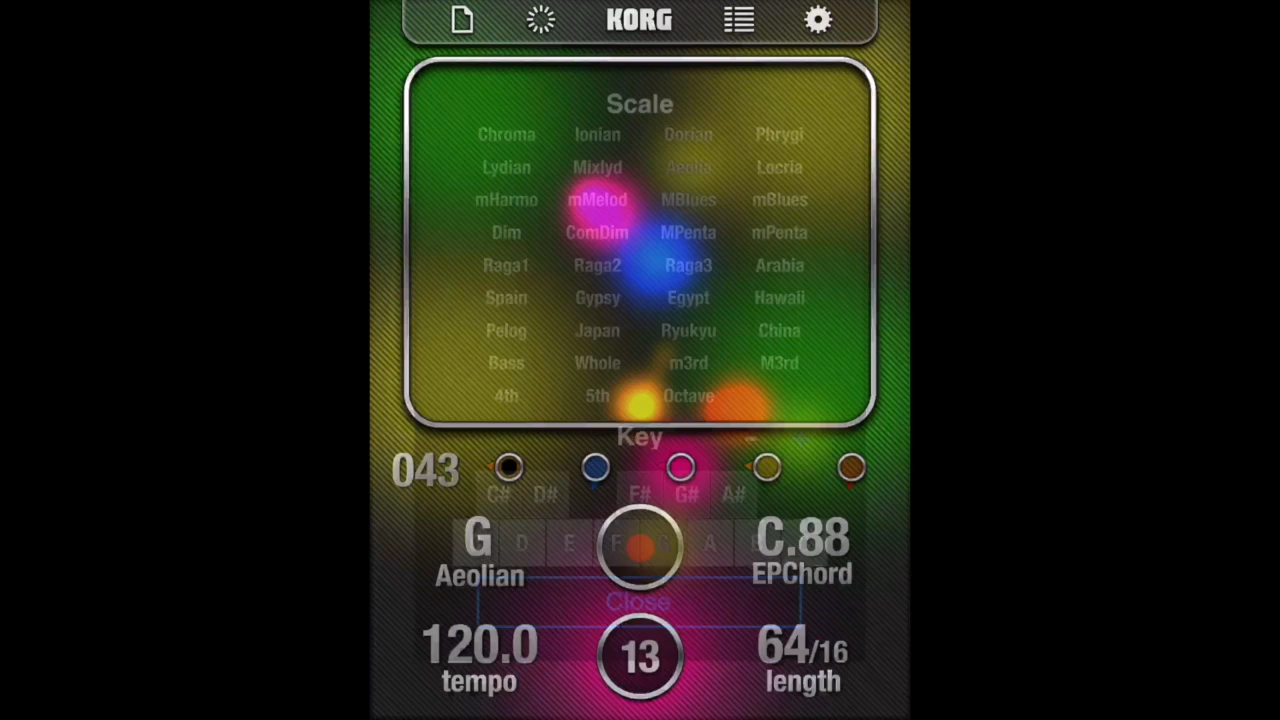 KORG
Scale
Chroma Ionian Dorian Phrygi
Lydian Mixlyd Aeolia Locria
mHarmo mMelod MBlues mBlues
Dim ComDim MPenta mPenta
Raga1 Raga2 Raga3 Arabia
Spain Gypsy Egypt Hawaii
Pelog Japan Ryukyu China
Bass Whole m3rd M3rd
4th 5th Octave
Key - +
043
C# D# F# G# A#
G D E F G A B C.88
Aeolian EPChord
Close
120.0 13 64/16
tempo length